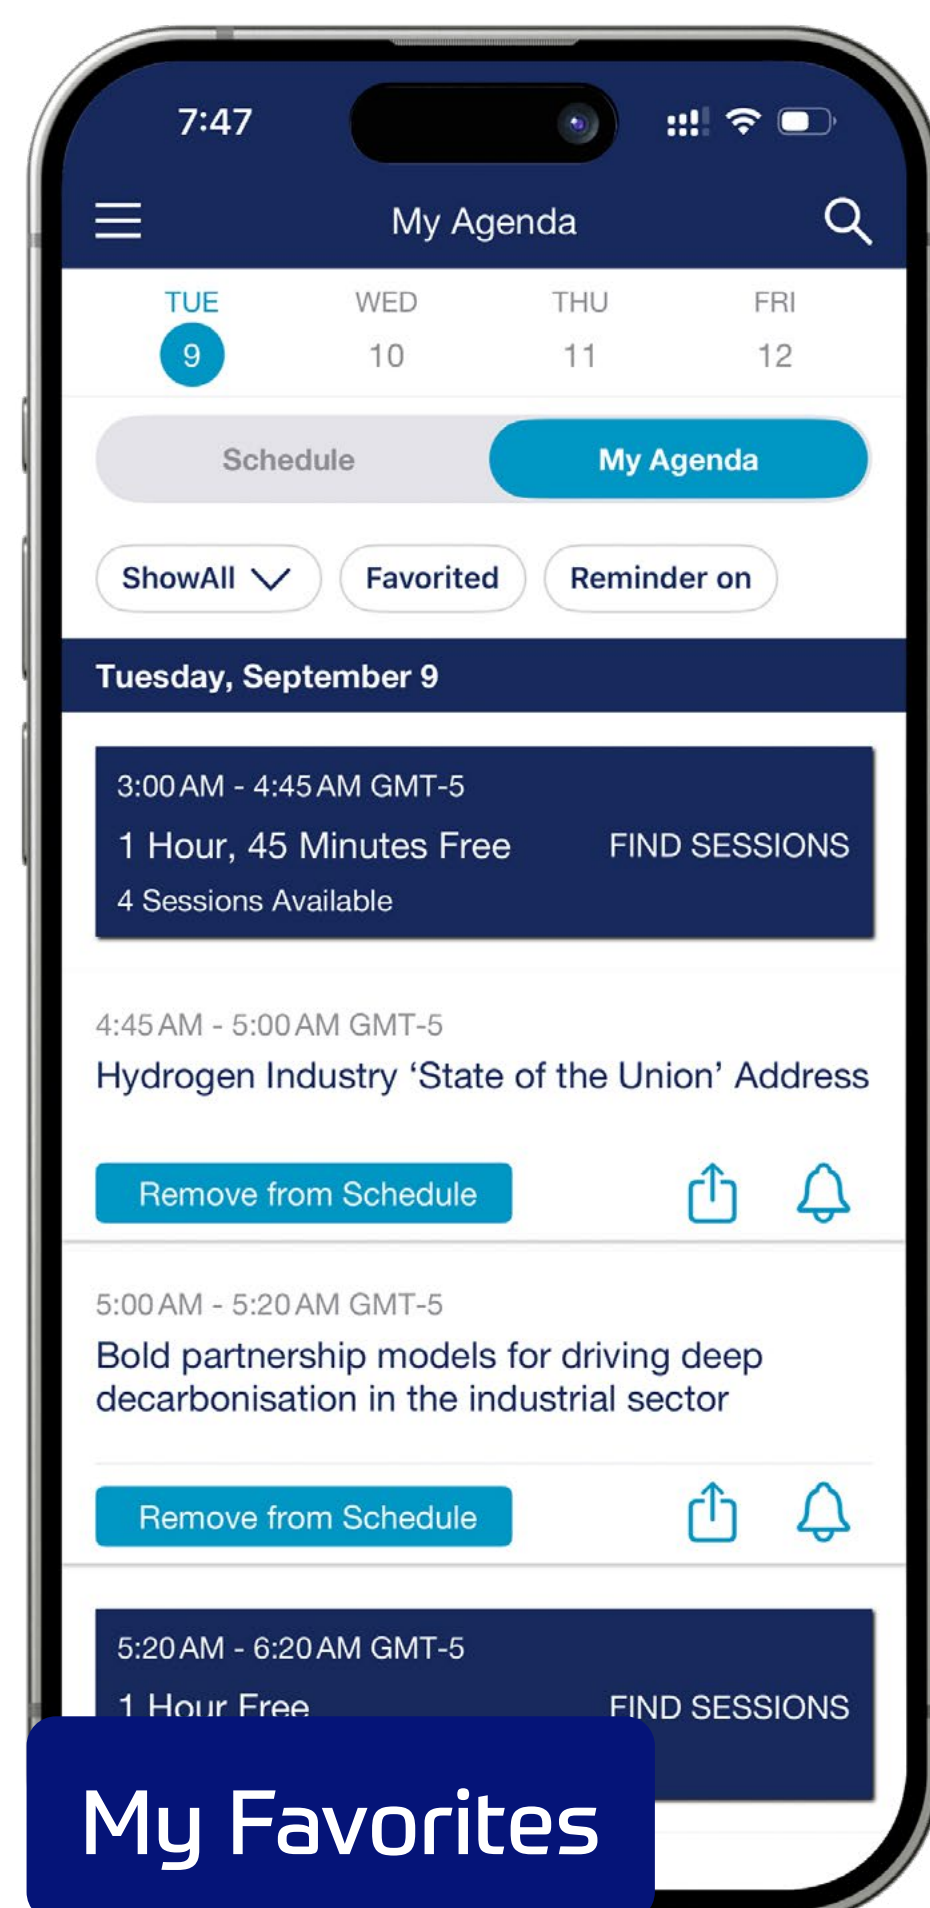 7:47
My Agenda
TUE WED THU FRI
9 10 11 12
Schedule My Agenda
ShowAll Favorited Reminder on
Tuesday, September 9
3:00 AM - 4:45 AM GMT-5
1 Hour, 45 Minutes Free FIND SESSIONS
4 Sessions Available
4:45 AM - 5:00 AM GMT-5
Hydrogen Industry ‘State of the Union’ Address
Remove from Schedule
5:00 AM - 5:20 AM GMT-5
Bold partnership models for driving deep
decarbonisation in the industrial sector
Remove from Schedule
5:20 AM - 6:20 AM GMT-5
1 Hour Free FIND SESSIONS
My Favorites